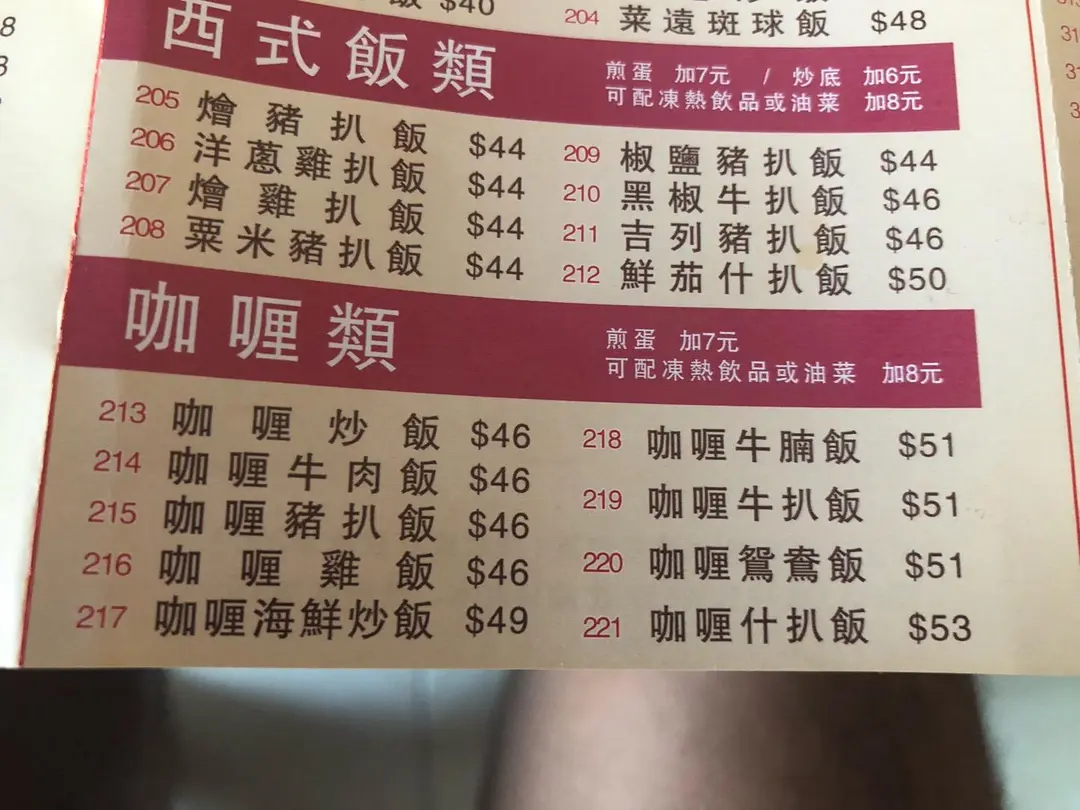 飯 $40
204 菜遠斑球飯 $48
西式飯類
煎蛋 加7元 / 炒底 加6元
可配凍熱飲品或油菜 加8元
205 燴豬扒飯 $44
206 洋蔥雞扒飯 $44
207 燴雞扒飯 $44
208 粟米豬扒飯 $44
209 椒鹽豬扒飯 $44
210 黑椒牛扒飯 $46
211 吉列豬扒飯 $46
212 鮮茄什扒飯 $50
咖喱類
煎蛋 加7元
可配凍熱飲品或油菜 加8元
213 咖喱炒飯 $46
214 咖喱牛肉飯 $46
215 咖喱豬扒飯 $46
216 咖喱雞飯 $46
217 咖喱海鮮炒飯 $49
218 咖喱牛腩飯 $51
219 咖喱牛扒飯 $51
220 咖喱鴛鴦飯 $51
221 咖喱什扒飯 $53